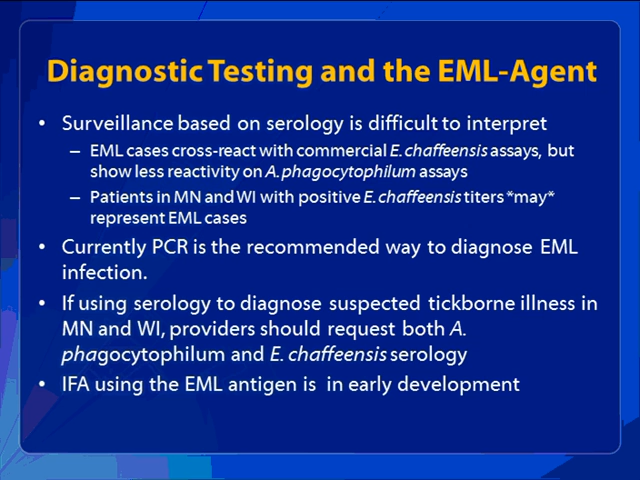 Diagnostic Testing and the EML-Agent
• Surveillance based on serology is difficult to interpret
– EML cases cross-react with commercial E. chaffeensis assays, but
show less reactivity on A. phagocytophilum assays
– Patients in MN and WI with positive E. chaffeensis titers *may*
represent EML cases
• Currently PCR is the recommended way to diagnose EML
infection.
• If using serology to diagnose suspected tickborne illness in
MN and WI, providers should request both A.
phagocytophilum and E. chaffeensis serology
• IFA using the EML antigen is in early development